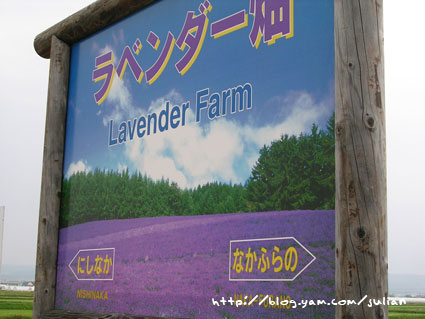 ラベンダー畑
Lavender Farm
にしなか
NISHINAKA
なかふらの
http://blog.yam.com/julian